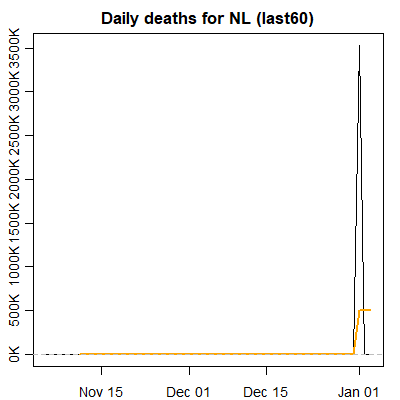 Daily deaths for NL (last60)
3500K
3000K
2500K
2000K
1500K
1000K
500K
0K
Nov 15 Dec 01 Dec 15 Jan 01